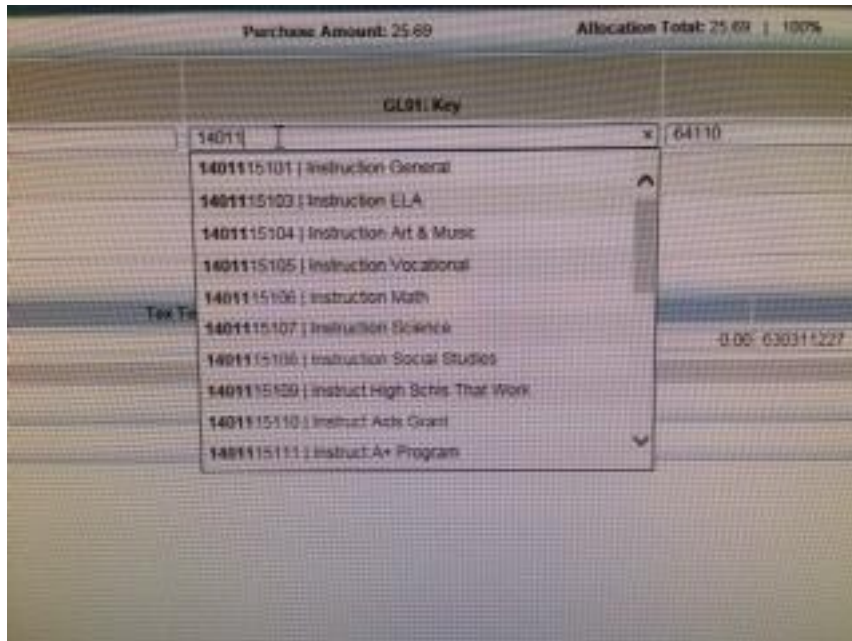 Purchase Amount: 25.69 Allocation Total: 25.69 | 100%
GL01: Key
14011 x 64110
1401115101 | Instruction General
1401115103 | Instruction ELA
1401115104 | Instruction Art & Music
1401115105 | Instruction Vocational
1401115106 | Instruction Math
1401115107 | Instruction Science
1401115108 | Instruction Social Studies
1401115109 | Instruct High Schls That Work
1401115110 | Instruct Aids Grant
1401115111 | Instruct A+ Program
Tax
0.00 630311227